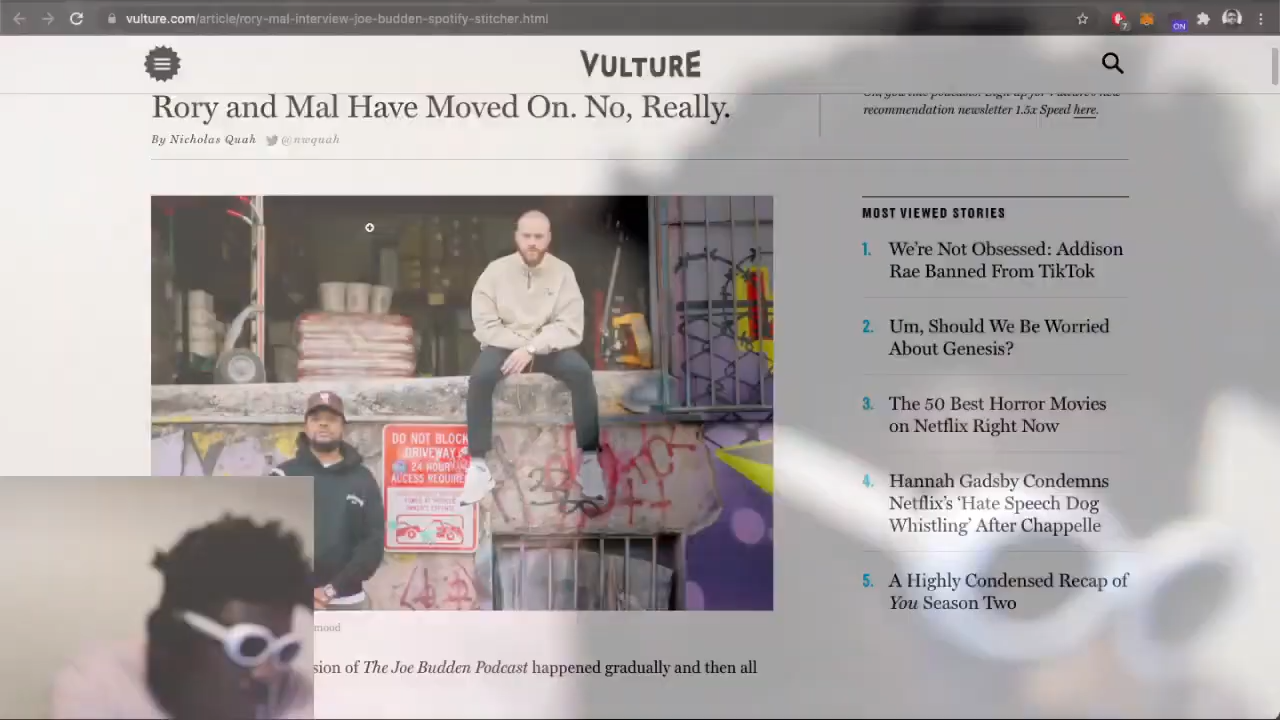 vulture.com/article/rory-mal-interview-joe-budden-spotify-stitcher.html
7
ON
VULTURE
Rory and Mal Have Moved On. No, Really.
By Nicholas Quah @nwquah
recommendation newsletter 1.5x Speed here.
MOST VIEWED STORIES
1. We're Not Obsessed: Addison
Rae Banned From TikTok
2. Um, Should We Be Worried
About Genesis?
3. The 50 Best Horror Movies
on Netflix Right Now
4. Hannah Gadsby Condemns
Netflix's ‘Hate Speech Dog
Whistling’ After Chappelle
5. A Highly Condensed Recap of
You Season Two
DO NOT BLOCK
DRIVEWAY
24 HOUR
ACCESS REQUIRED
mood
sion of The Joe Budden Podcast happened gradually and then all